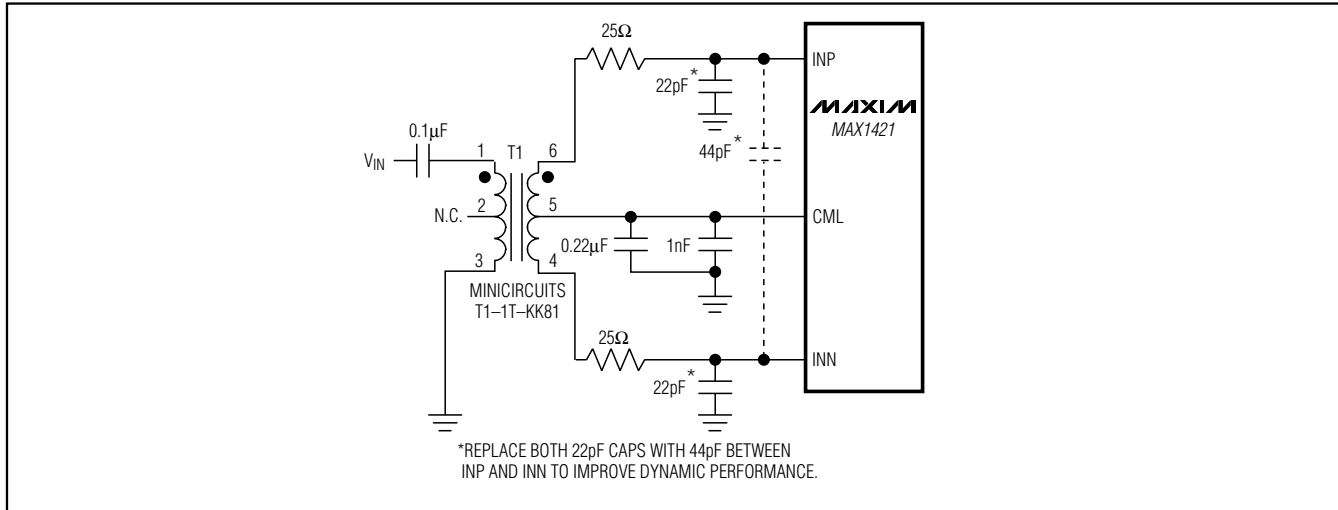 25Ω
INP
22pF*
MAXIM
MAX1421
0.1µF
44pF*
1
T1
6
VIN
N.C.
2
5
CML
0.22µF
1nF
3
4
MINICIRCUITS
T1–1T–KK81
25Ω
INN
22pF*
*REPLACE BOTH 22pF CAPS WITH 44pF BETWEEN
INP AND INN TO IMPROVE DYNAMIC PERFORMANCE.